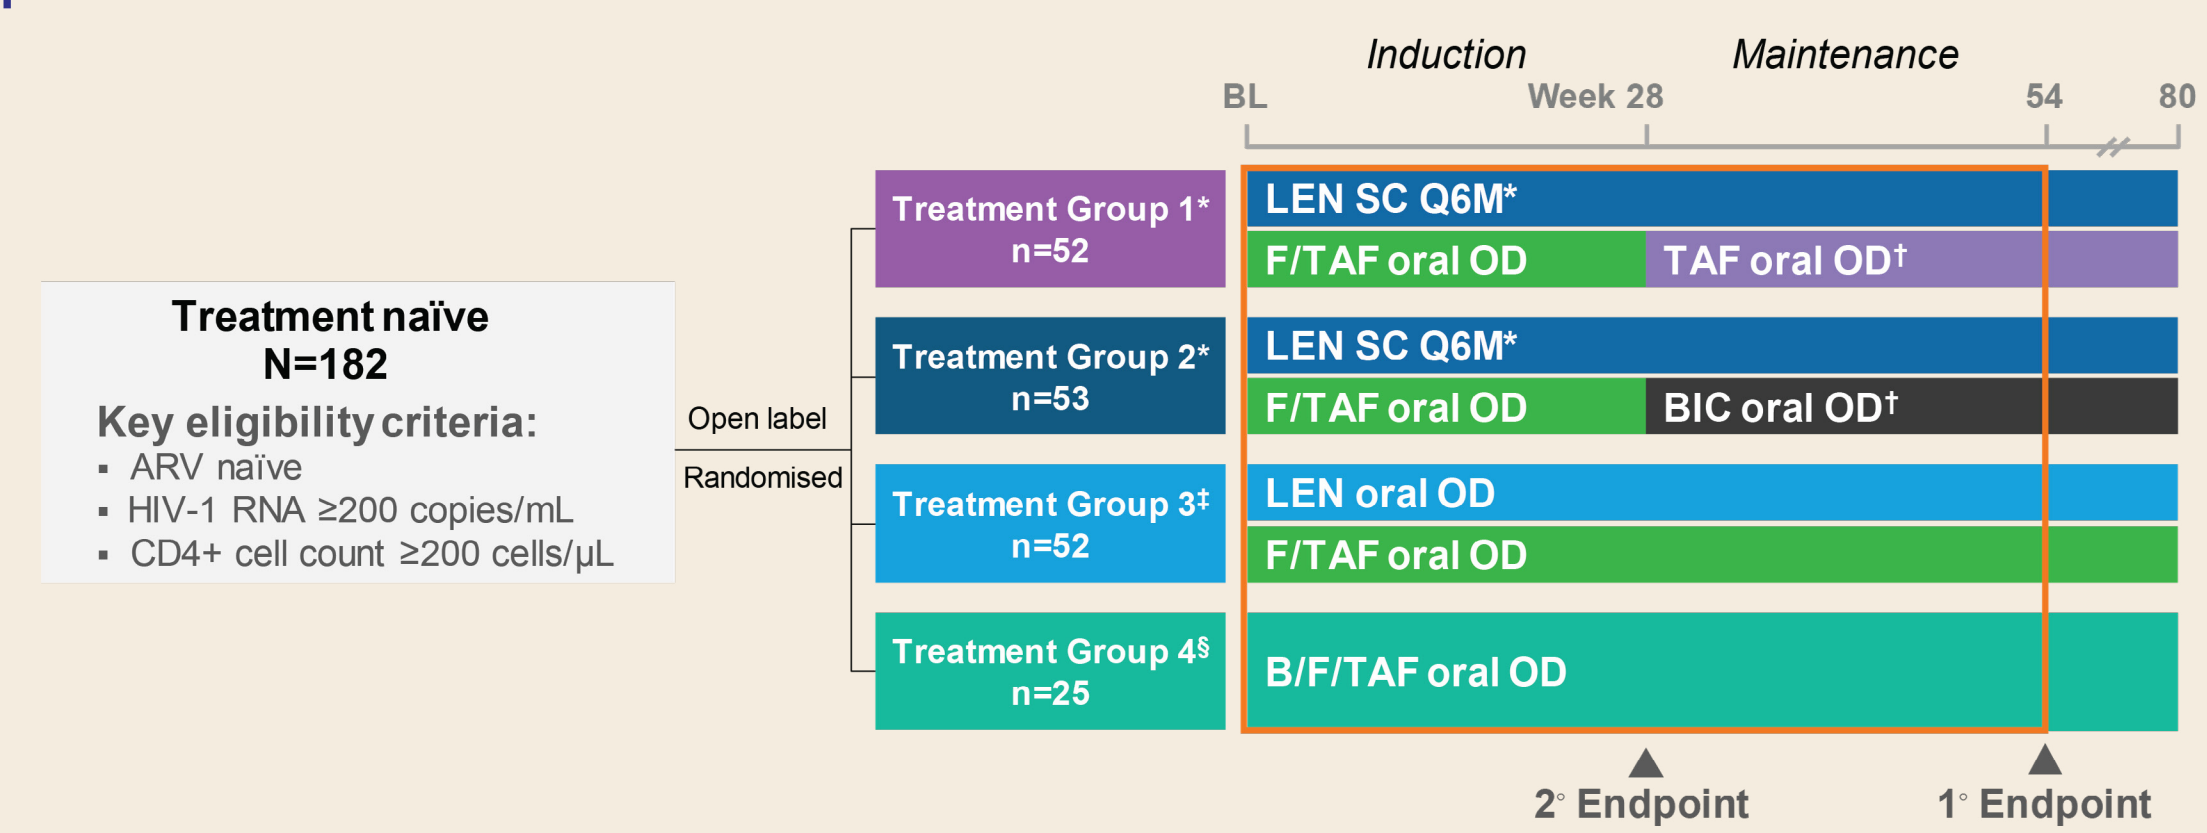 Induction Maintenance
BL Week 28 54 80
Treatment naïve
N=182
Key eligibility criteria:
▪ ARV naïve
▪ HIV-1 RNA ≥200 copies/mL
▪ CD4+ cell count ≥200 cells/µL
Open label
Randomised
Treatment Group 1*
n=52
LEN SC Q6M*
F/TAF oral OD TAF oral OD†
Treatment Group 2*
n=53
LEN SC Q6M*
F/TAF oral OD BIC oral OD†
Treatment Group 3‡
n=52
LEN oral OD
F/TAF oral OD
Treatment Group 4§
n=25
B/F/TAF oral OD
2° Endpoint 1° Endpoint